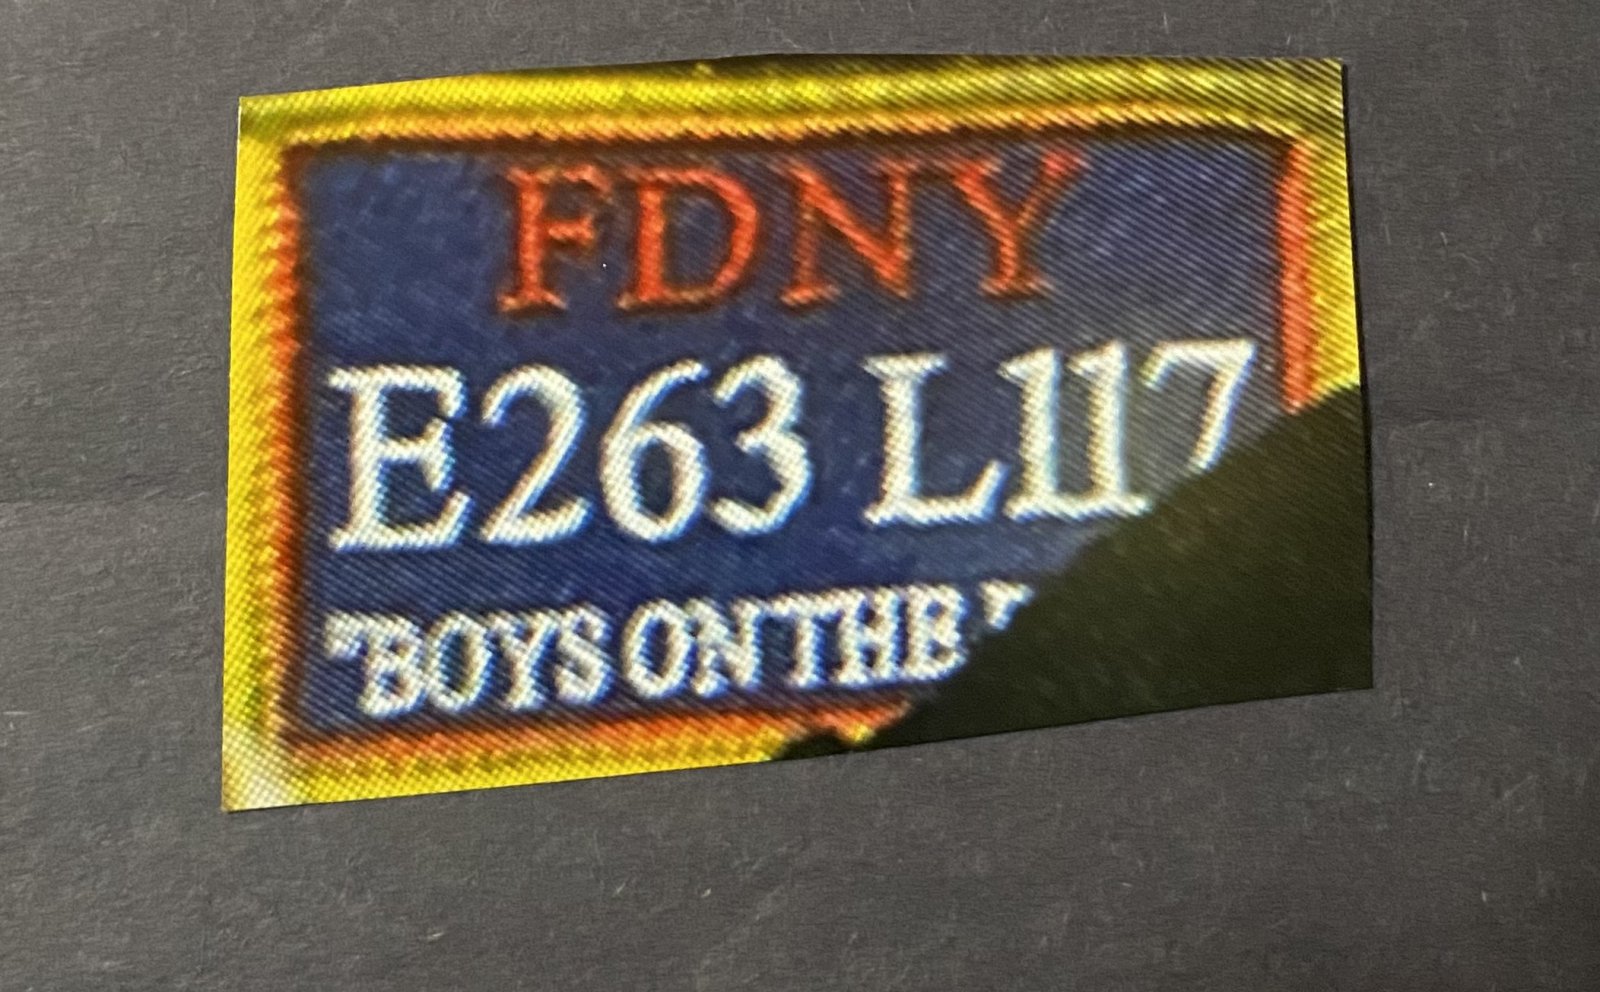 FDNY
E263 L117
"BOYS ON THE